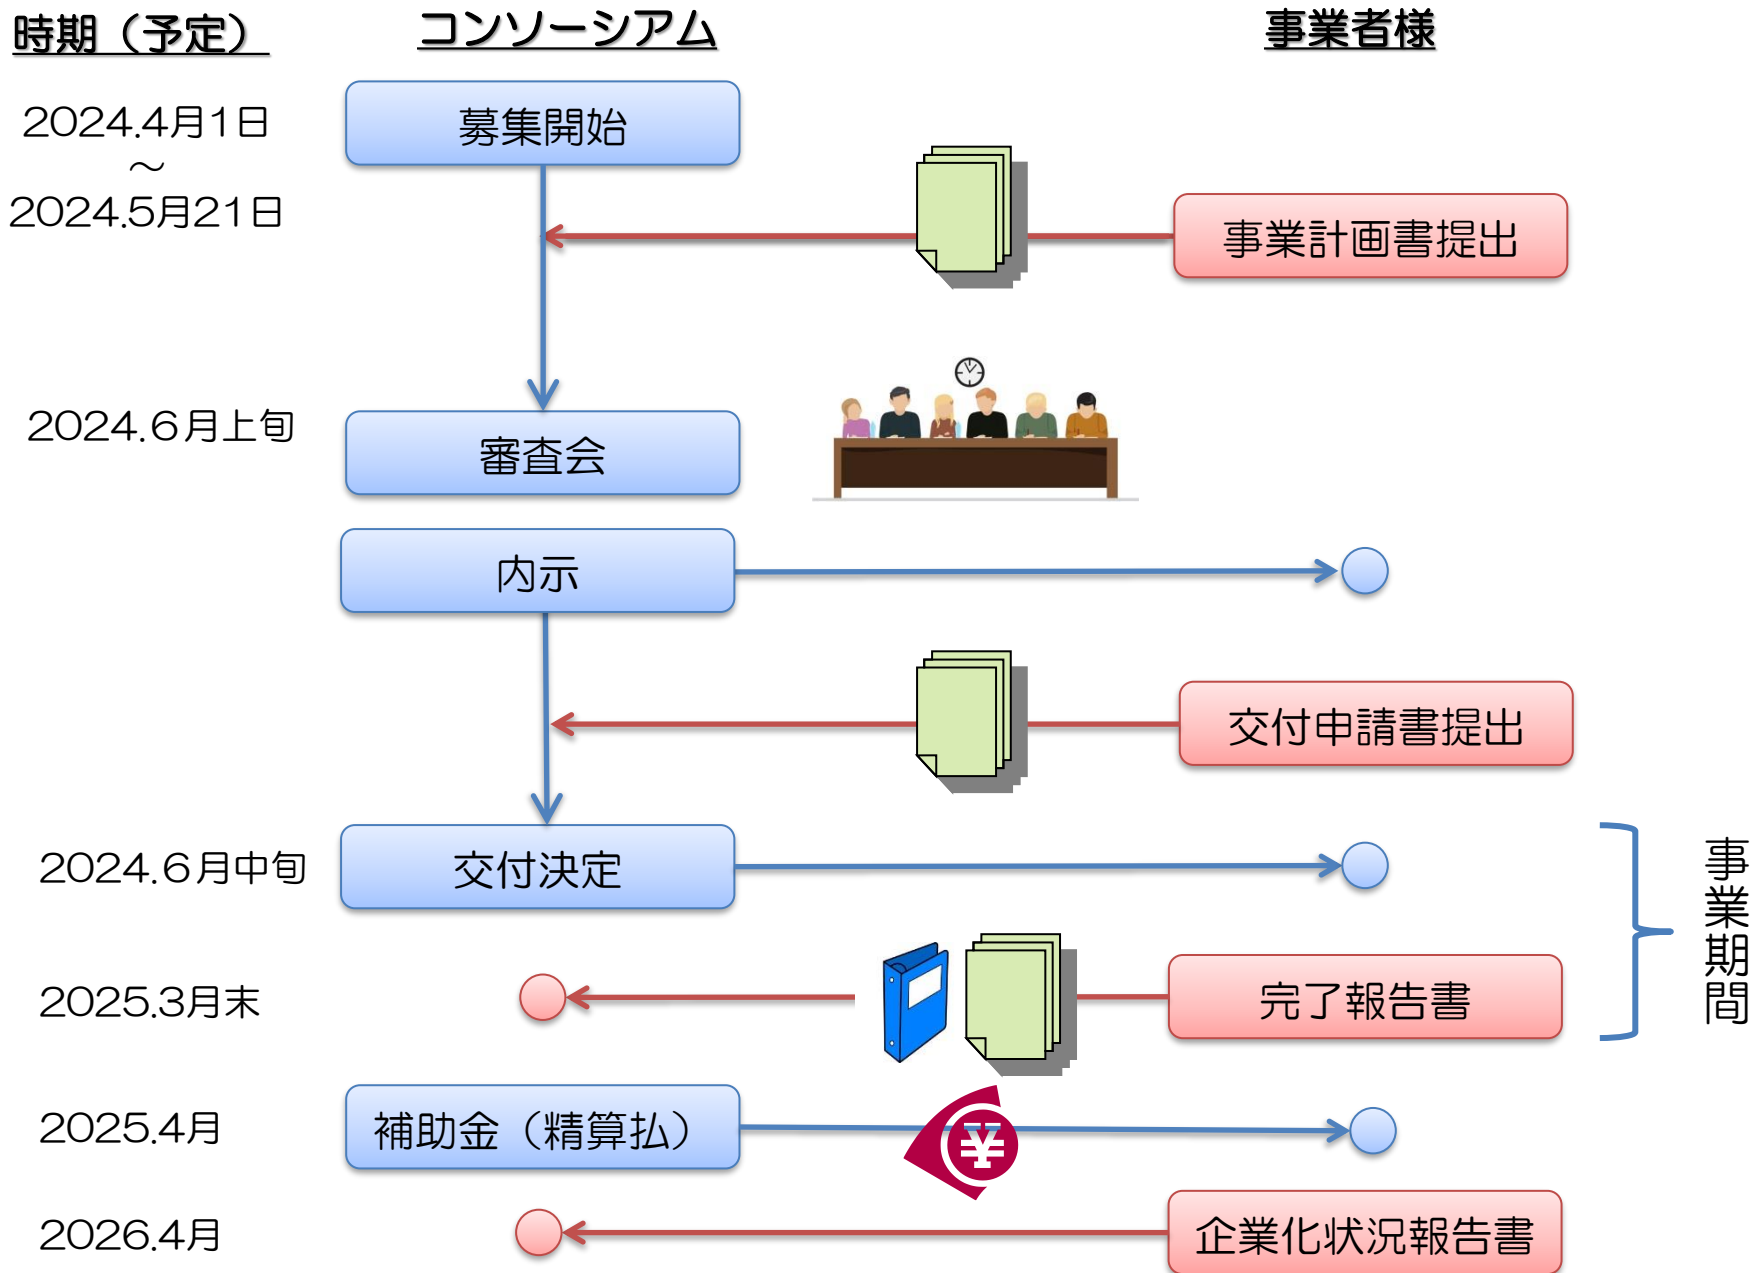 時期（予定）
コンソーシアム
事業者様
2024.4月1日
～
2024.5月21日
募集開始
事業計画書提出
2024.6月上旬
審査会
内示
交付申請書提出
2024.6月中旬
交付決定
事業期間
2025.3月末
完了報告書
2025.4月
補助金（精算払）
¥
2026.4月
企業化状況報告書